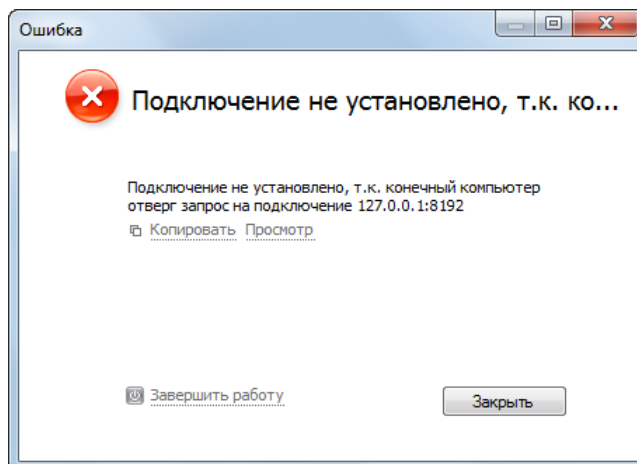 Ошибка
Подключение не установлено, т.к. ко...
Подключение не установлено, т.к. конечный компьютер
отверг запрос на подключение 127.0.0.1:8192
Копировать Просмотр
Завершить работу
Закрыть